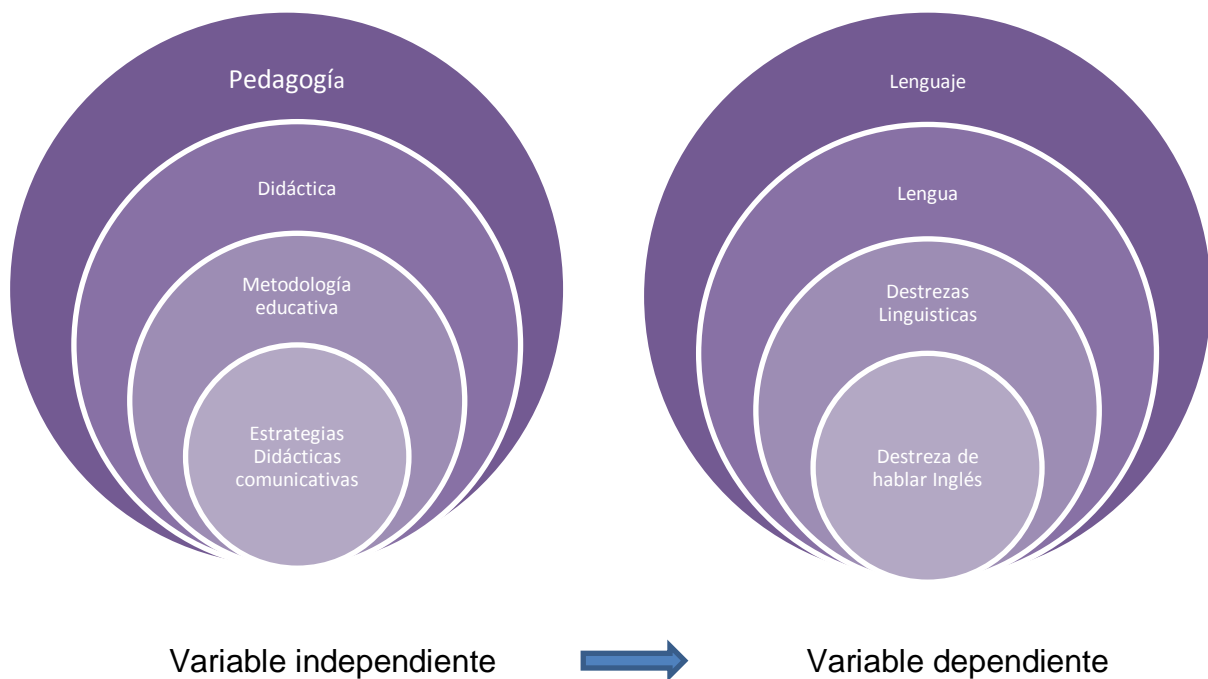 Pedagogía
Didáctica
Metodología
educativa
Estrategias
Didácticas
comunicativas
Lenguaje
Lengua
Destrezas
Linguisticas
Destreza de
hablar Inglés
Variable independiente
Variable dependiente